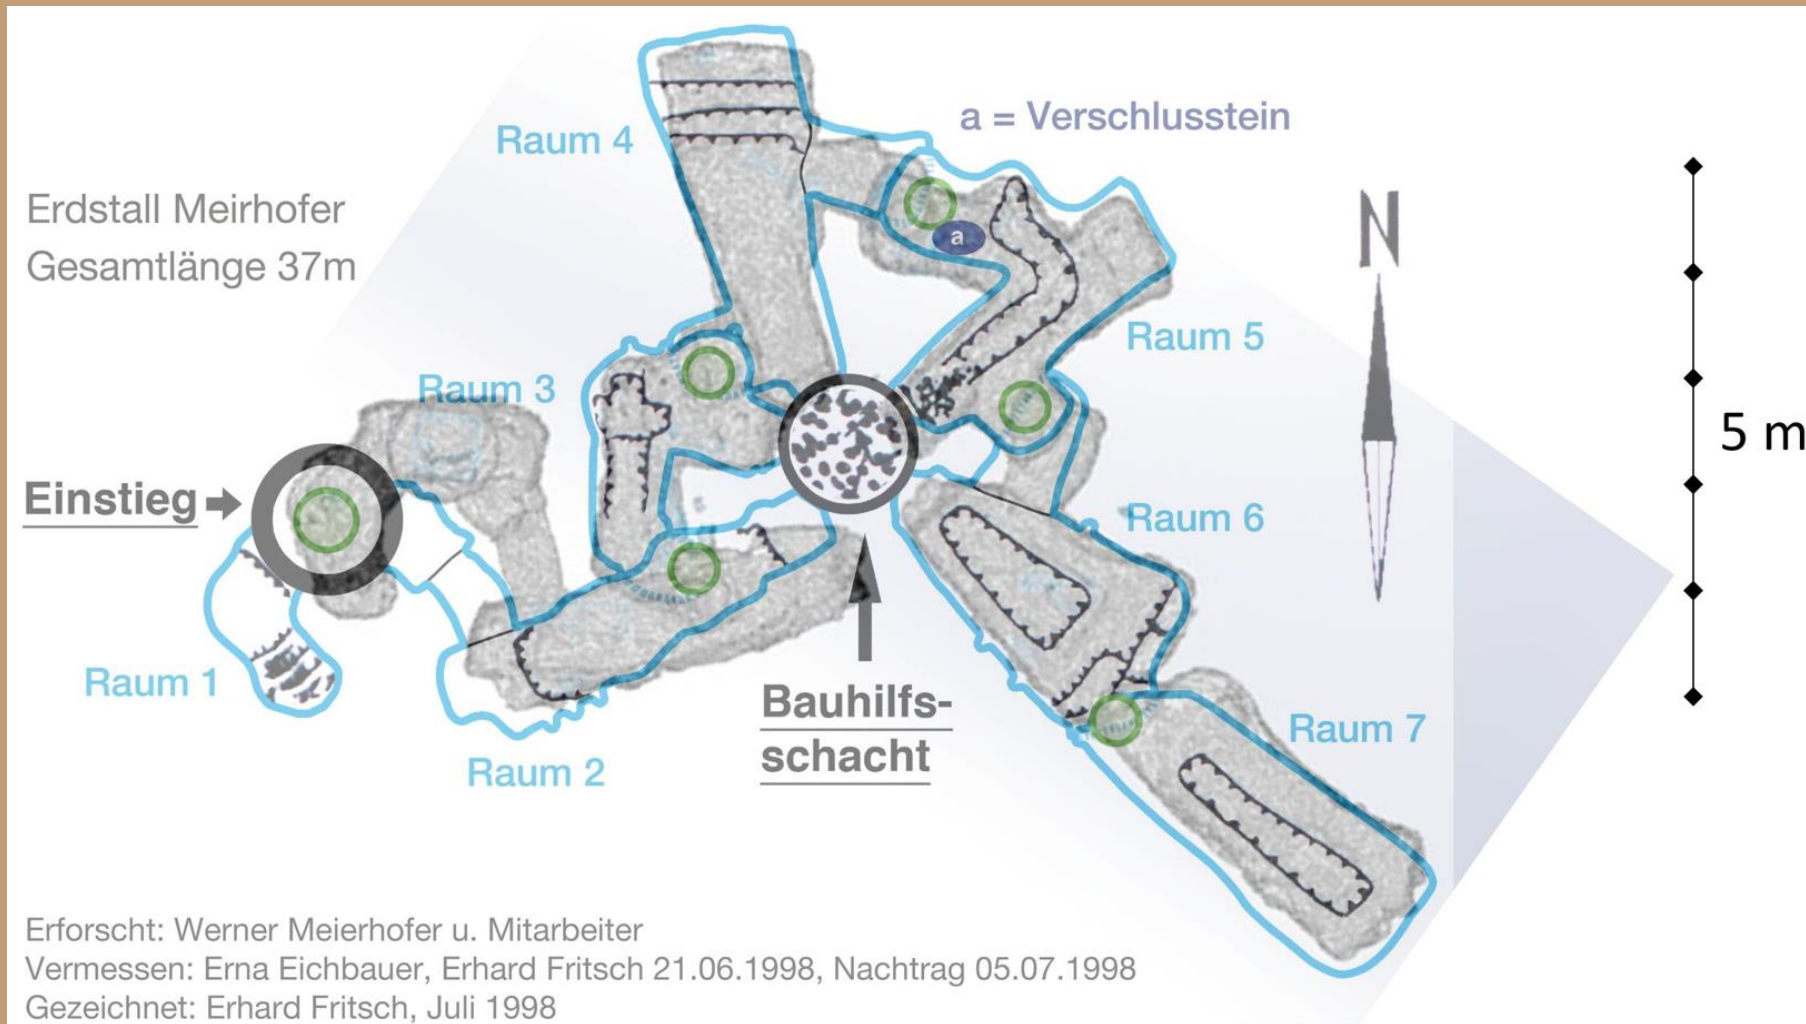 a = Verschlusstein
Raum 4
Erdstall Meirhofer
Gesamtlänge 37m
N
a
Raum 5
Raum 3
5 m
Einstieg
Raum 6
Raum 1
Bauhilfs-
schacht
Raum 7
Raum 2
Erforscht: Werner Meierhofer u. Mitarbeiter
Vermessen: Erna Eichbauer, Erhard Fritsch 21.06.1998, Nachtrag 05.07.1998
Gezeichnet: Erhard Fritsch, Juli 1998